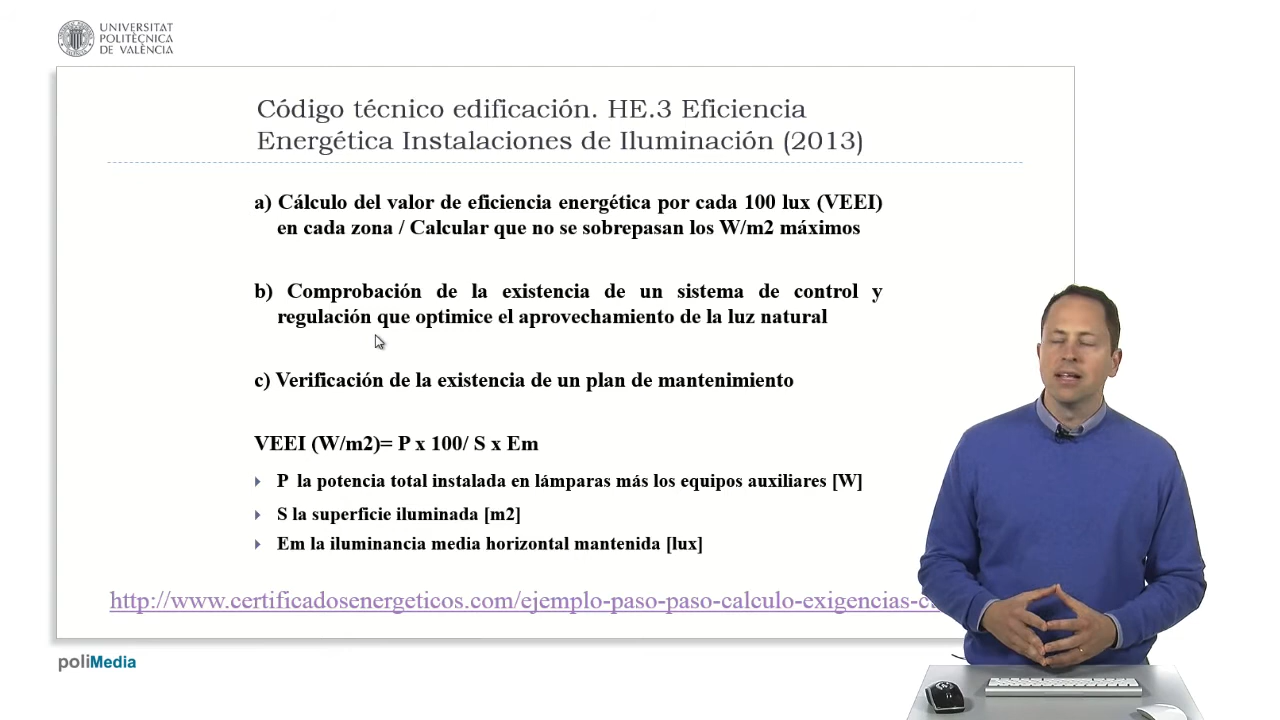 UNIVERSITAT
POLITÈCNICA
DE VALÈNCIA
Código técnico edificación. HE.3 Eficiencia
Energética Instalaciones de Iluminación (2013)
a) Cálculo del valor de eficiencia energética por cada 100 lux (VEEI)
en cada zona / Calcular que no se sobrepasan los W/m2 máximos
b) Comprobación de la existencia de un sistema de control y
regulación que optimice el aprovechamiento de la luz natural
c) Verificación de la existencia de un plan de mantenimiento
VEEI (W/m2)= P x 100/ S x Em
P la potencia total instalada en lámparas más los equipos auxiliares [W]
S la superficie iluminada [m2]
Em la iluminancia media horizontal mantenida [lux]
http://www.certificadosenergeticos.com/ejemplo-paso-paso-calculo-exigencias-c
poliMedia